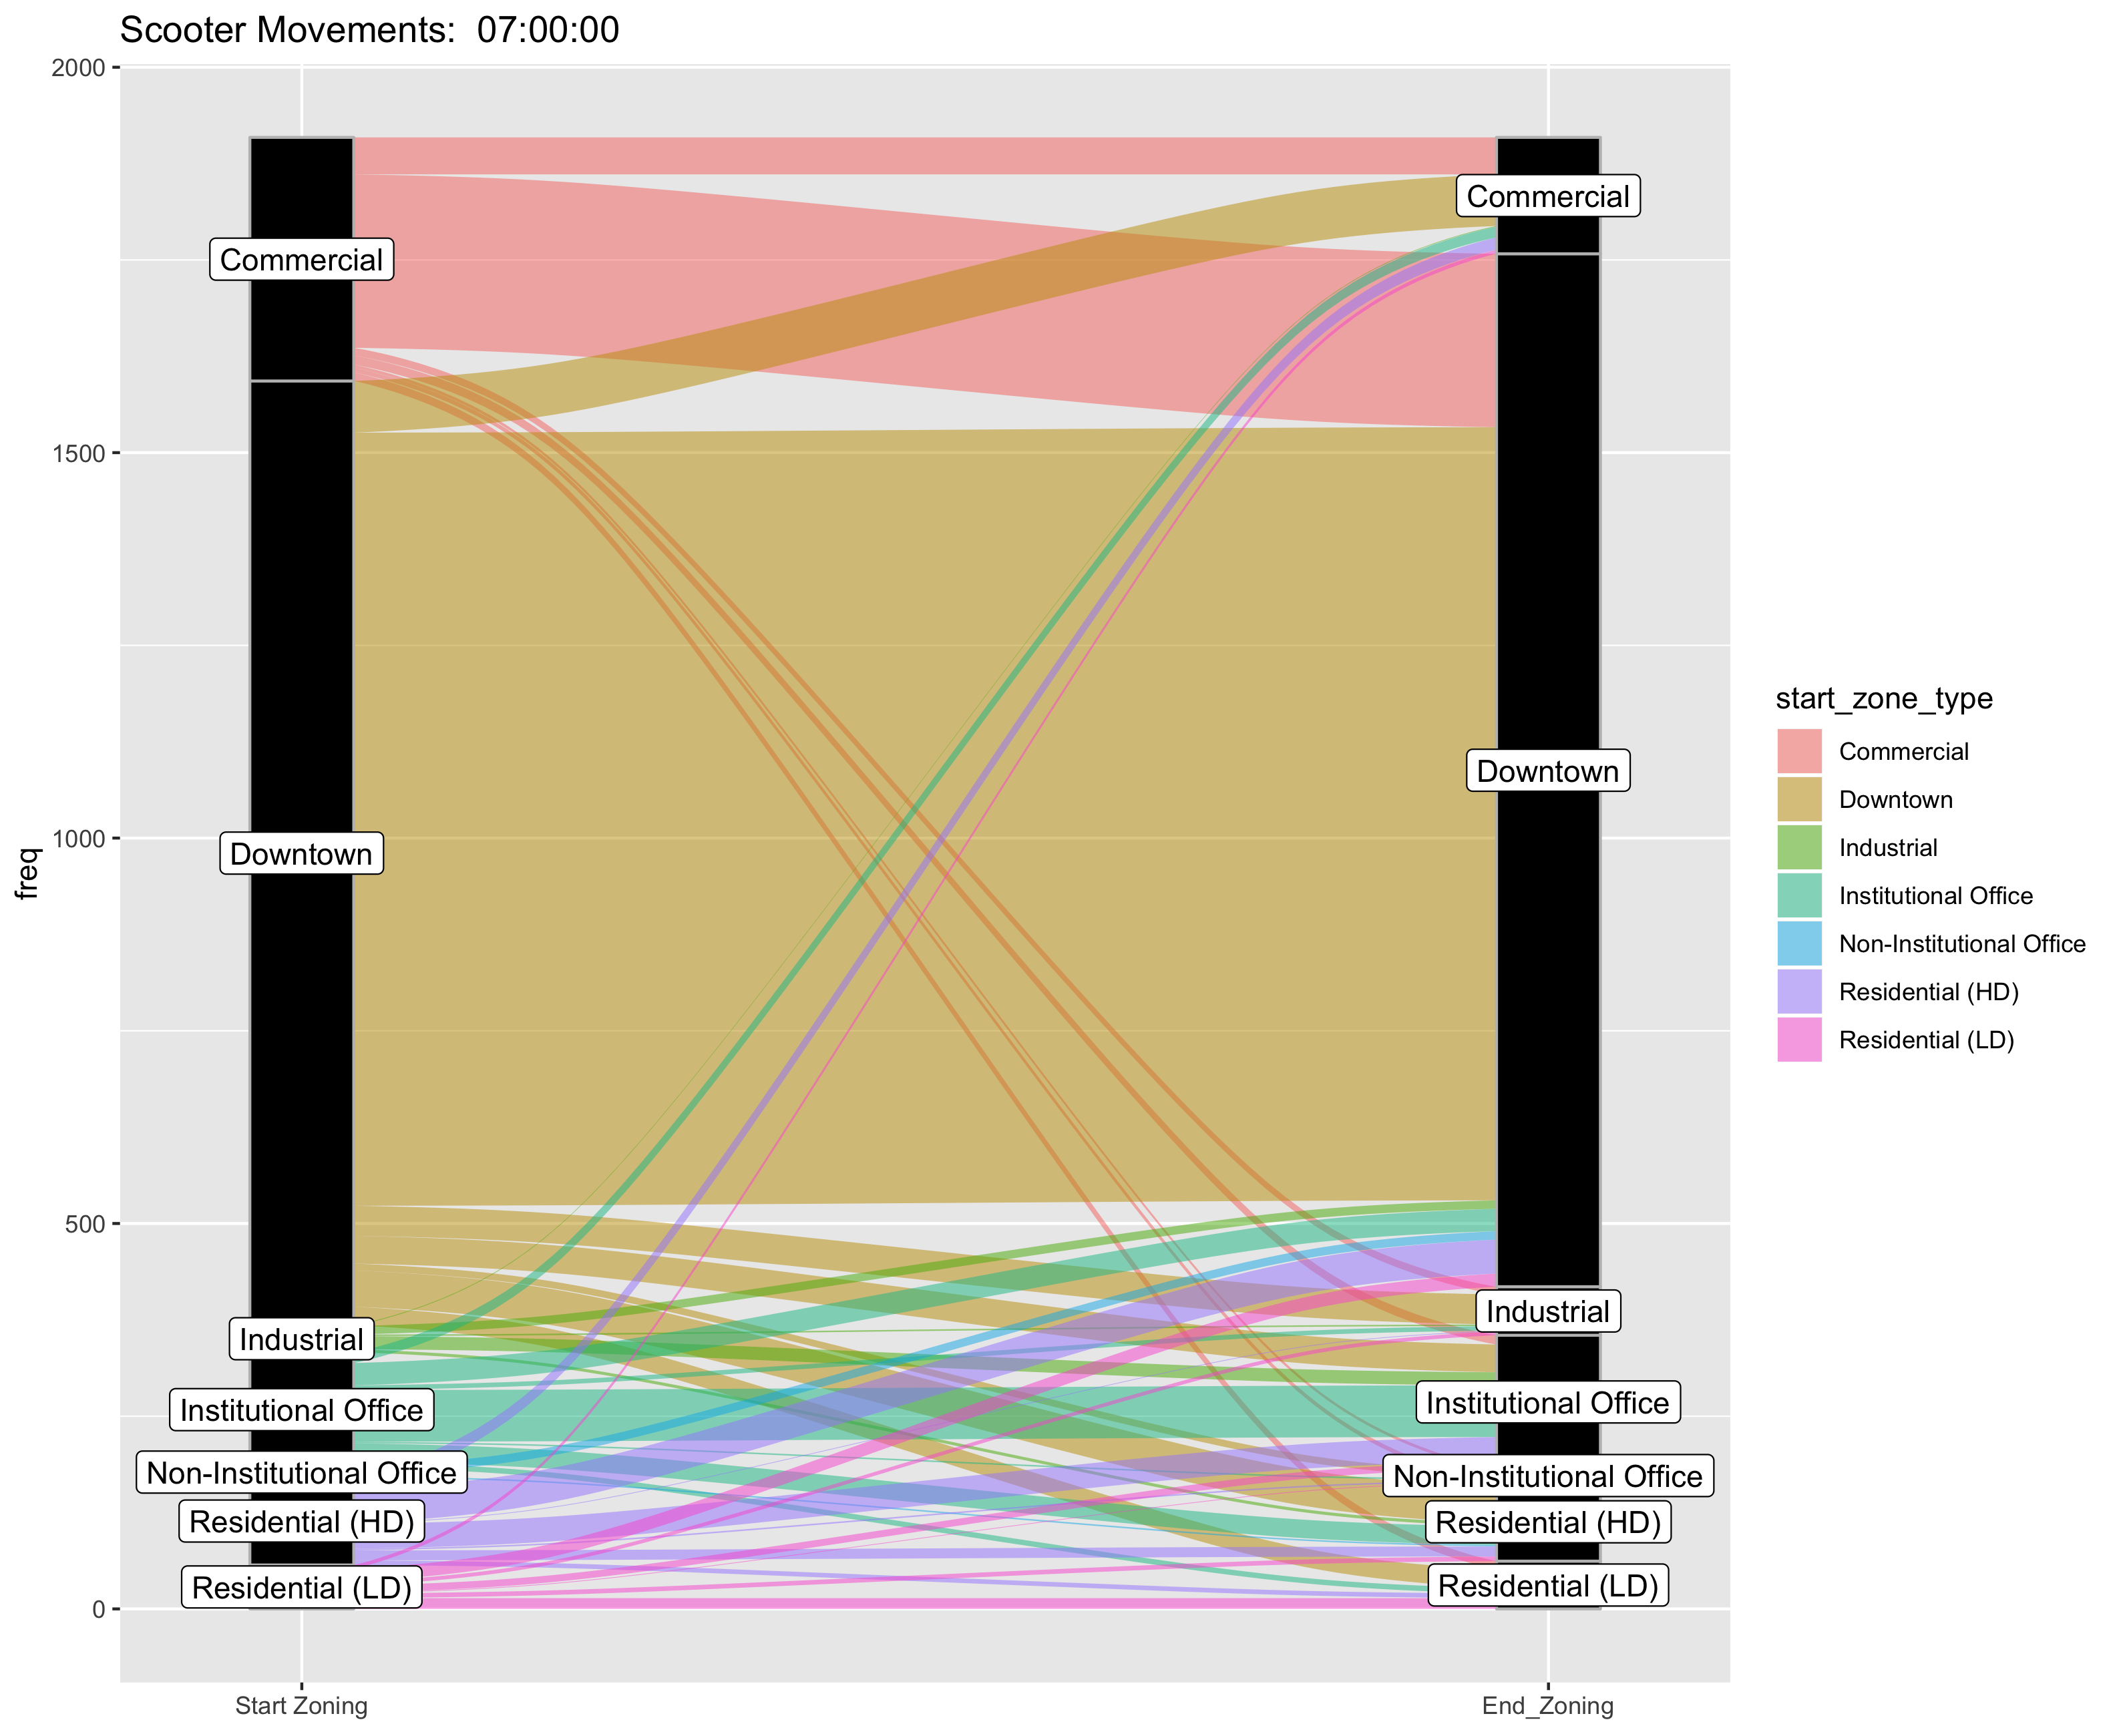 Scooter Movements:  07:00:00
2000
1500
1000
500
0
freq
Commercial
Downtown
Industrial
Institutional Office
Non-Institutional Office
Residential (HD)
Residential (LD)
Commercial
Downtown
Industrial
Institutional Office
Non-Institutional Office
Residential (HD)
Residential (LD)
Start Zoning
End_Zoning
start_zone_type
Commercial
Downtown
Industrial
Institutional Office
Non-Institutional Office
Residential (HD)
Residential (LD)